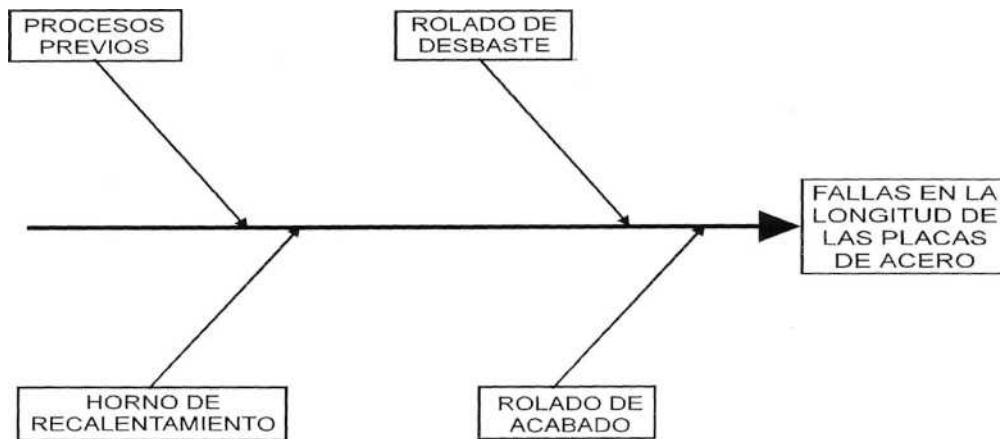 PROCESOS
PREVIOS
ROLADO DE
DESBASTE
FALLAS EN LA
LONGITUD DE
LAS PLACAS
DE ACERO
HORNO DE
RECALENTAMIENTO
ROLADO DE
ACABADO